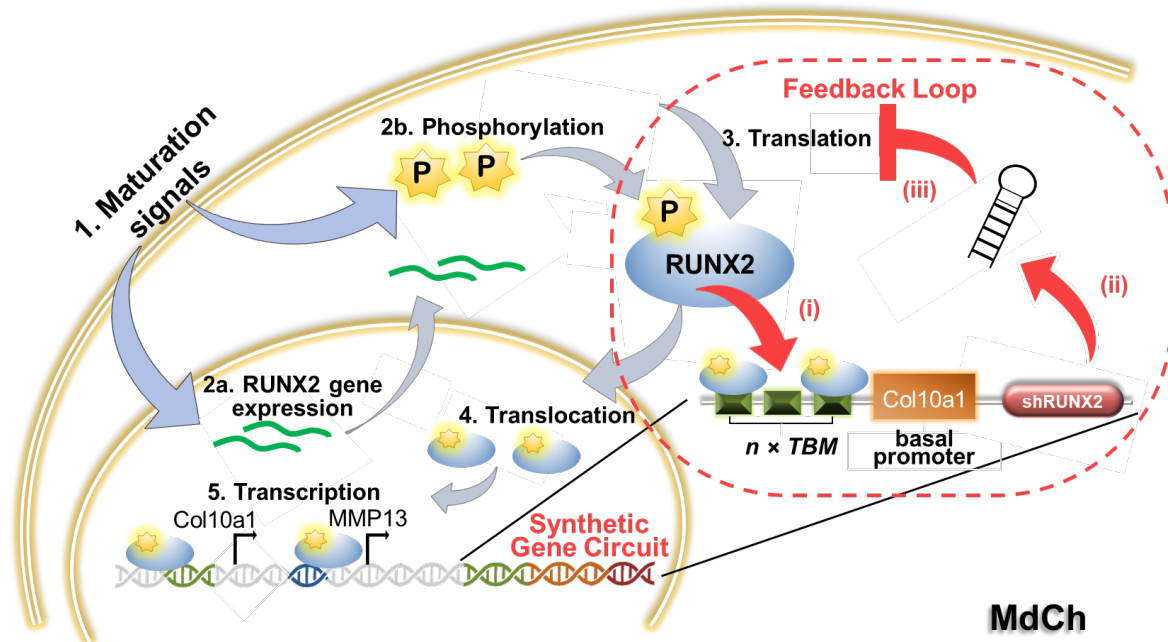 Feedback Loop
2b. Phosphorylation
3. Translation
1. Maturation
signals
P
P
P
(iii)
RUNX2
(i)
(ii)
2a. RUNX2 gene
expression
Col10a1
shRUNX2
4. Translocation
n × TBM
basal
promoter
5. Transcription
Col10a1
MMP13
Synthetic
Gene Circuit
MdCh